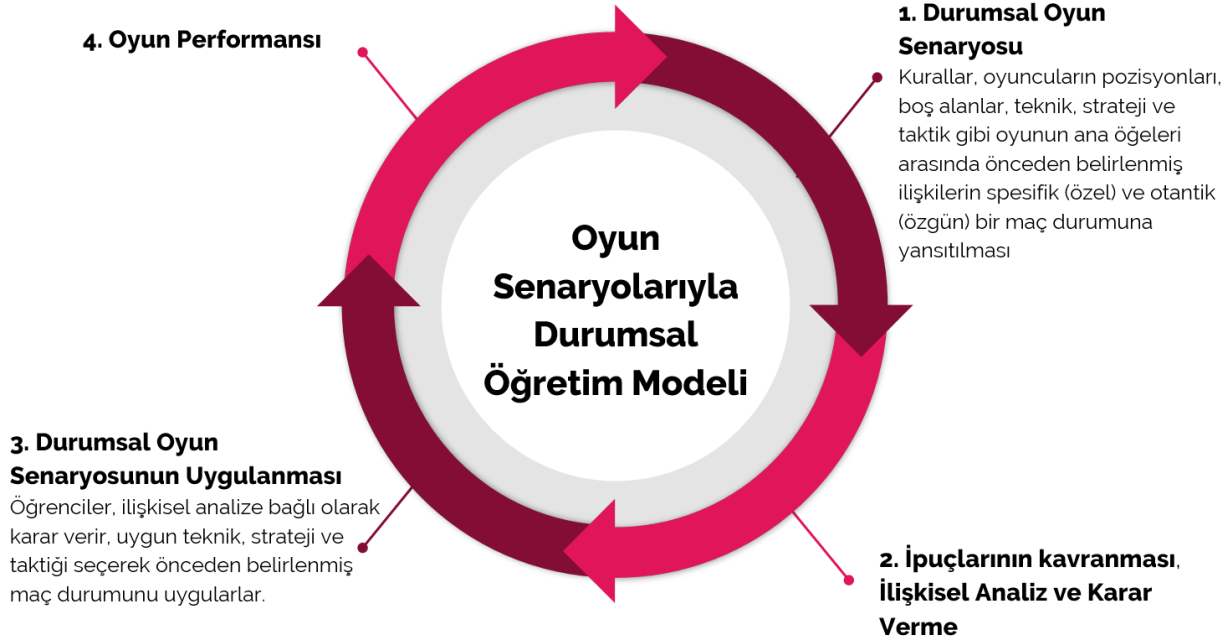 4. Oyun Performansı
1. Durumsal Oyun
Senaryosu
Kurallar, oyuncuların pozisyonları,
boş alanlar, teknik, strateji ve
taktik gibi oyunun ana öğeleri
arasında önceden belirlenmiş
ilişkilerin spesifik (özel) ve otantik
(özgün) bir maç durumuna
yansıtılması
Oyun
Senaryolarıyla
Durumsal
Öğretim Modeli
3. Durumsal Oyun
Senaryosunun Uygulanması
Öğrenciler, ilişkisel analize bağlı olarak
karar verir, uygun teknik, strateji ve
taktiği seçerek önceden belirlenmiş
maç durumunu uygularlar.
2. İpuçlarının kavranması,
İlişkisel Analiz ve Karar
Verme